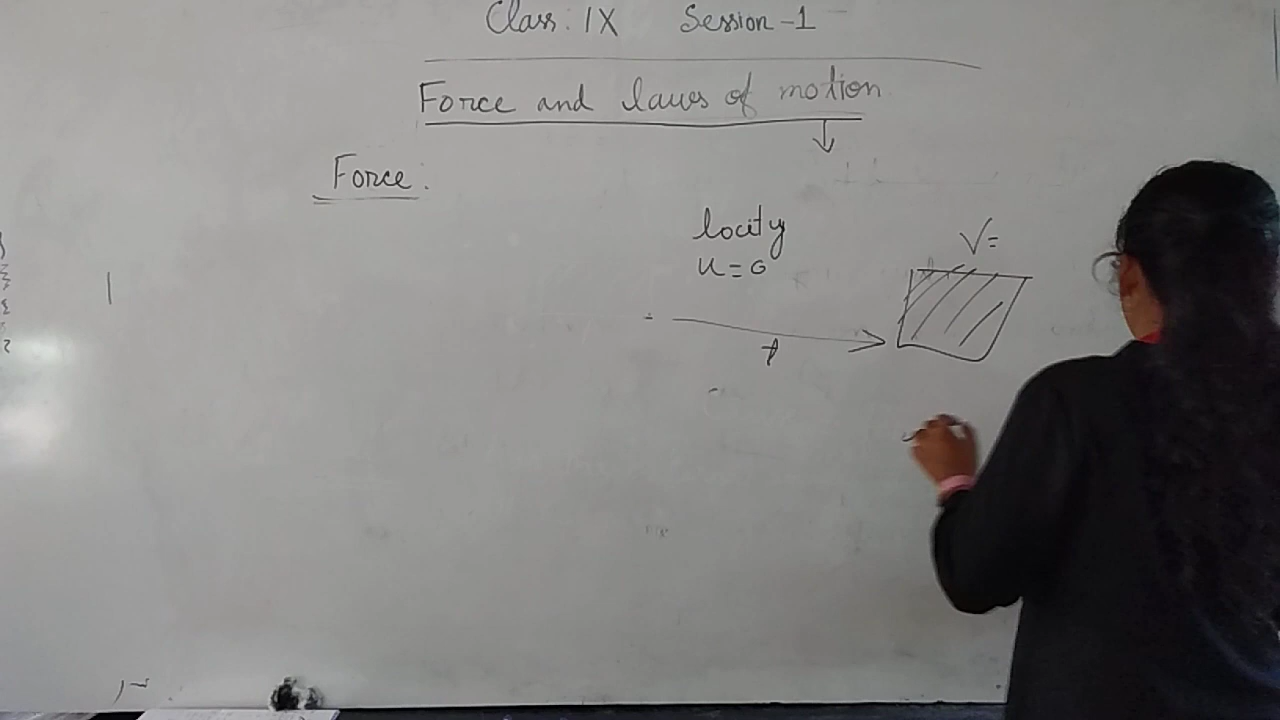 Class: IX Session-1
Force and laws of motion
Force:
locity
u=0
V=